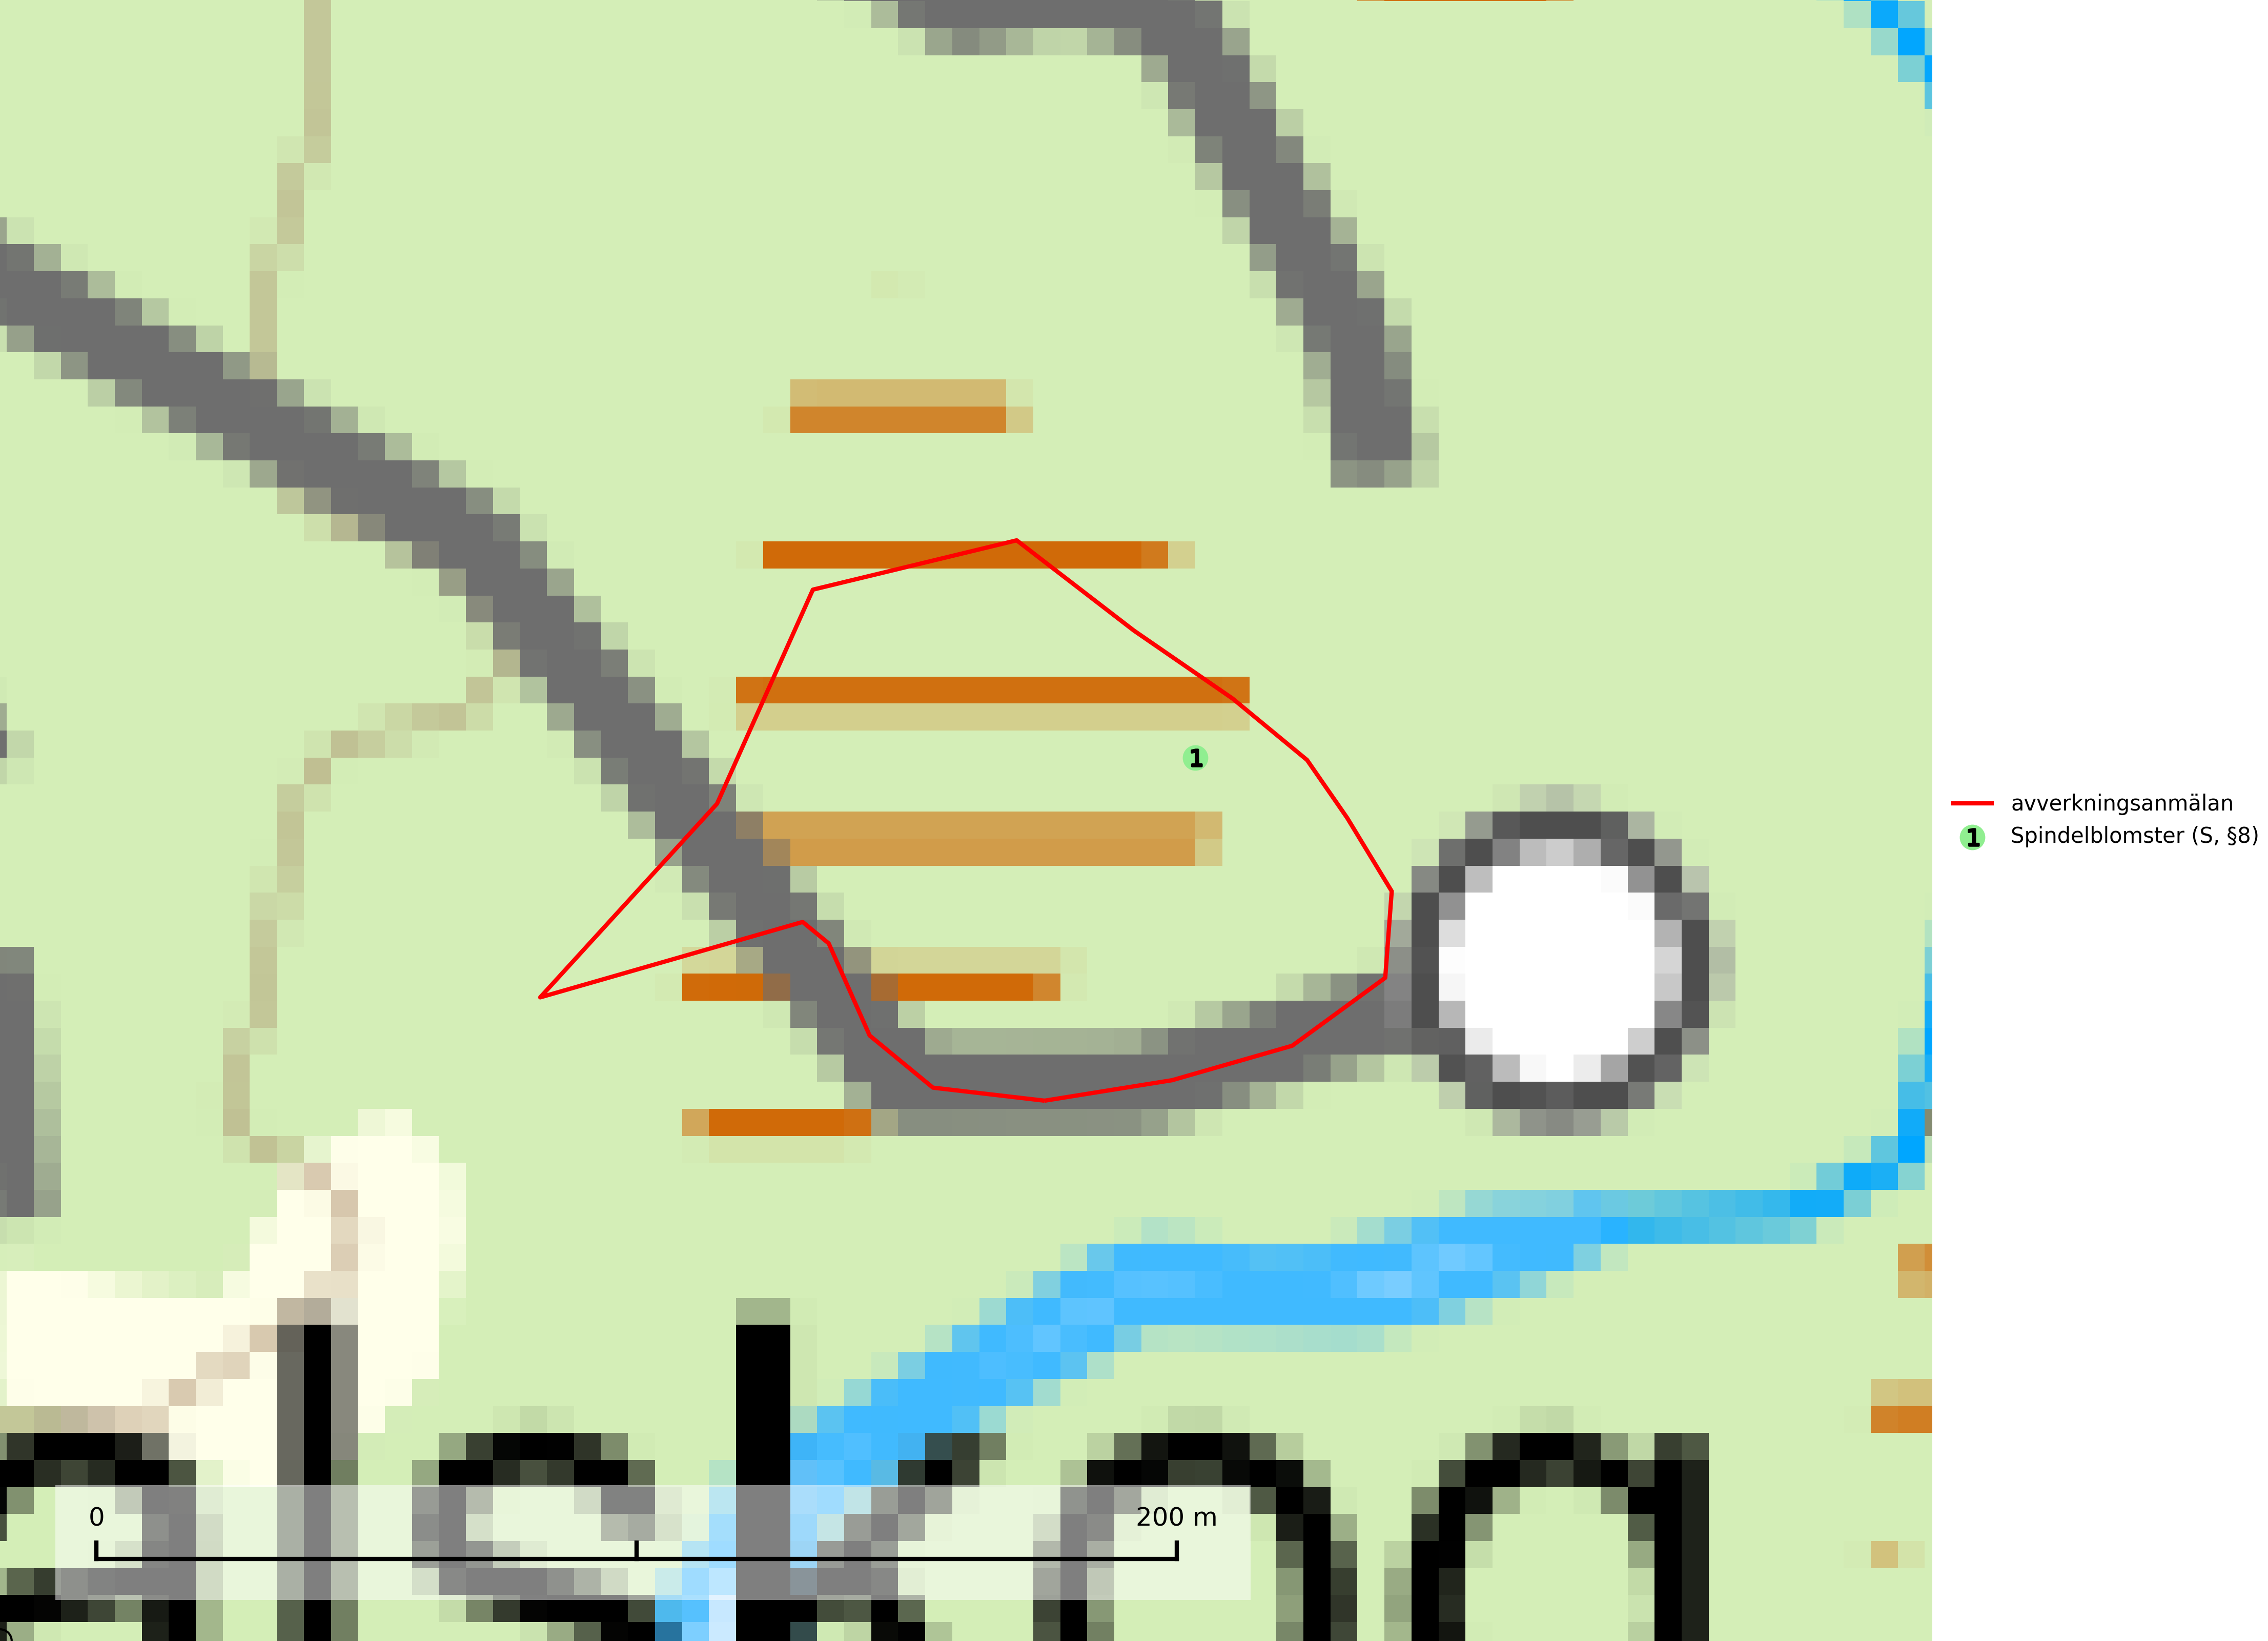 1
avverkningsanmälan
1 Spindelblomster (S, §8)
0 200 m